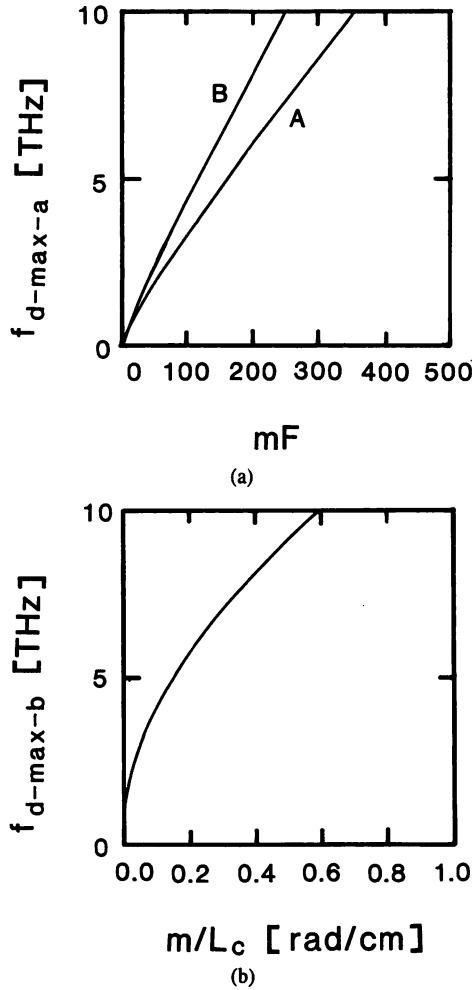 10
5
0
f d-max-a [THz]
B
A
0 100 200 300 400 500
mF
(a)
10
5
0
f d-max-b [THz]
0.0 0.2 0.4 0.6 0.8 1.0
m/Lc [rad/cm]
(b)